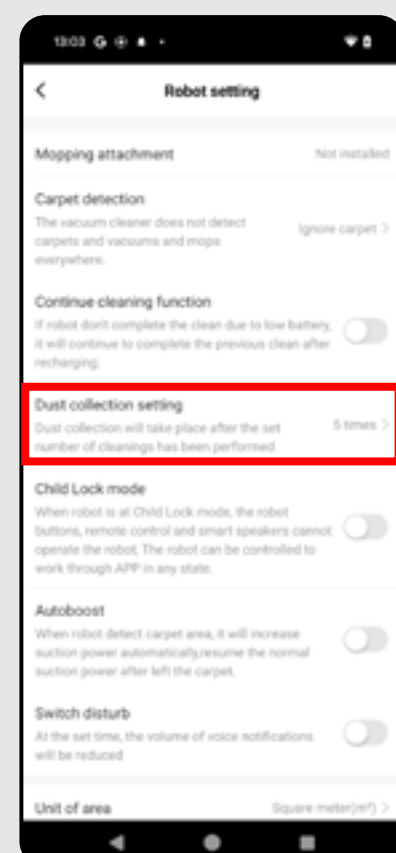 13:03 G
Robot setting
Mopping attachment
Not installed
Carpet detection
The vacuum cleaner does not detect
carpets and vacuums and mops
everywhere.
Ignore carpet >
Continue cleaning function
If robot don't complete the clean due to low battery,
it will continue to complete the previous clean after
recharging.
Dust collection setting
Dust collection will take place after the set
number of cleanings has been performed.
5 times >
Child Lock mode
When robot is at Child Lock mode, the robot
buttons, remote control and smart speakers cannot
operate the robot; The robot can be controlled to
work through APP in any state.
Autoboost
When robot detect carpet area, it will increase
suction power automatically,resume the normal
suction power after left the carpet.
Switch disturb
At the set time, the volume of voice notifications
will be reduced
Unit of area
Square meter(m²) >